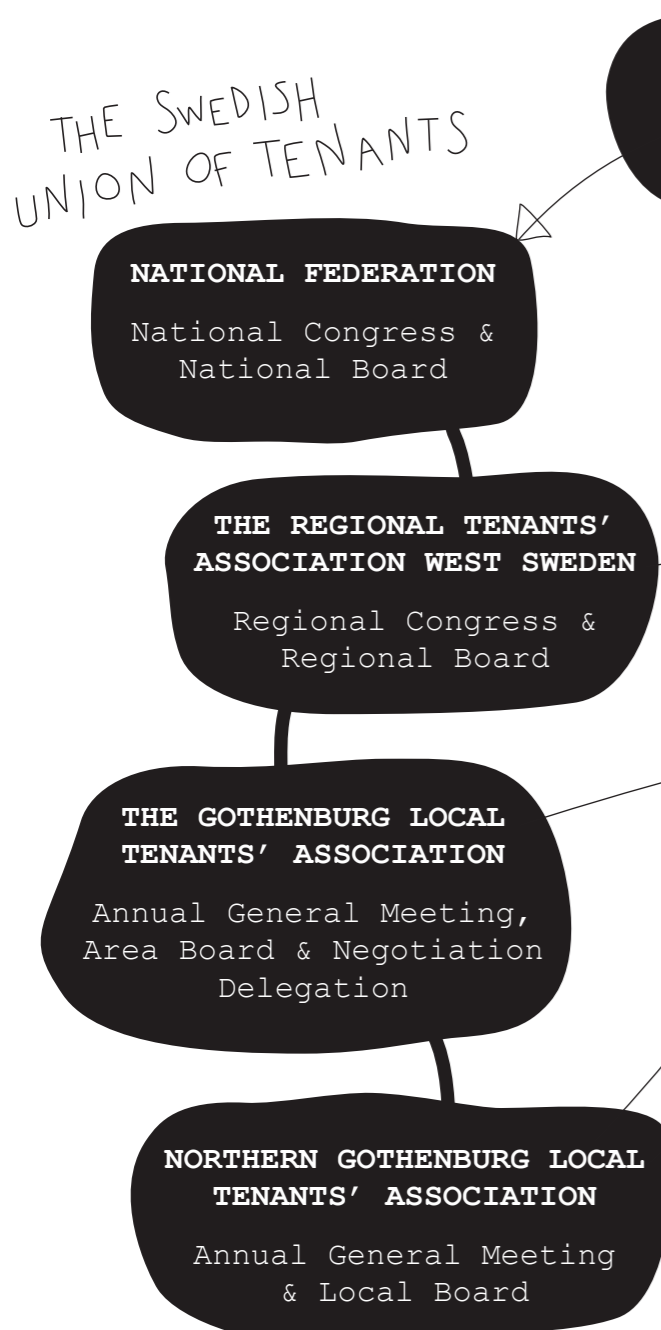 THE SWEDISH
UNION OF TENANTS
NATIONAL FEDERATION
National Congress &
National Board
THE REGIONAL TENANTS’
ASSOCIATION WEST SWEDEN
Regional Congress &
Regional Board
THE GOTHENBURG LOCAL
TENANTS’ ASSOCIATION
Annual General Meeting,
Area Board & Negotiation
Delegation
NORTHERN GOTHENBURG LOCAL
TENANTS’ ASSOCIATION
Annual General Meeting
& Local Board